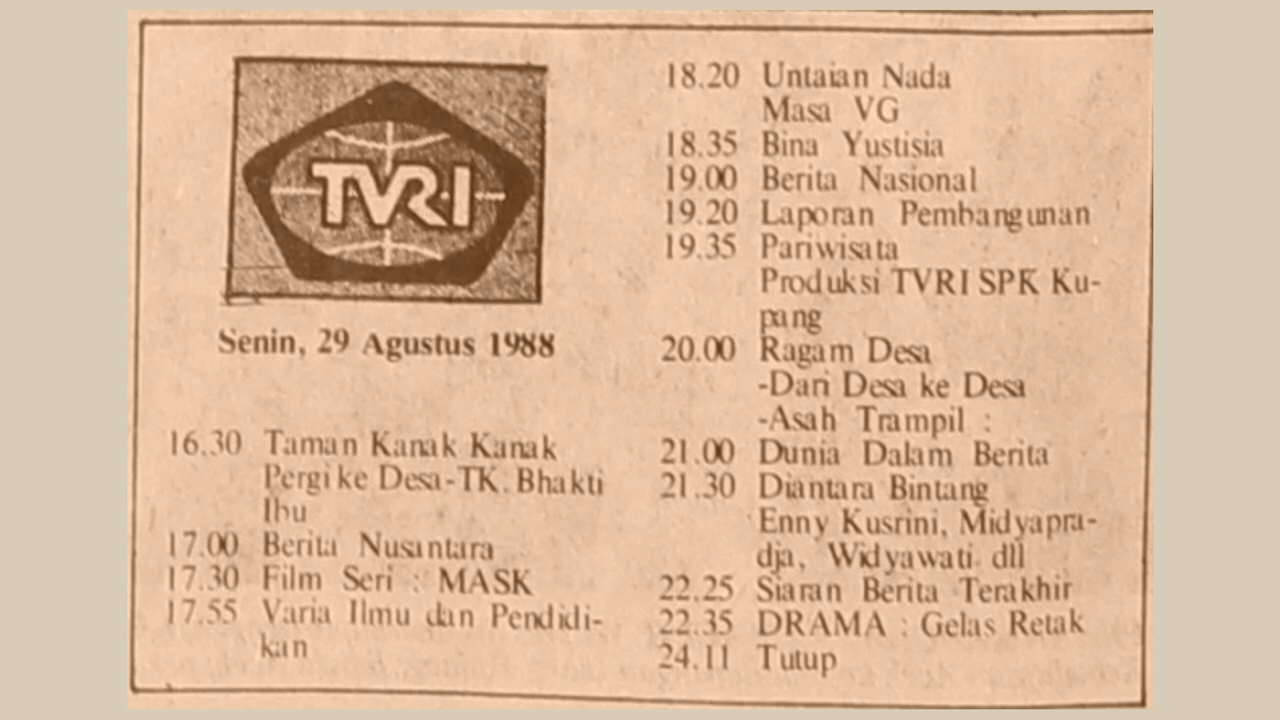 TVRI
Senin, 29 Agustus 1988
16.30 Taman Kanak Kanak
Pergi ke Desa-TK. Bhakti
Ibu
17.00 Berita Nusantara
17.30 Film Seri : MASK
17.55 Varia Ilmu dan Pendidi-
kan
18.20 Untaian Nada
Masa VG
18.35 Bina Yustisia
19.00 Berita Nasional
19.20 Laporan Pembangunan
19.35 Pariwisata
Produksi TVRI SPK Ku-
pang
20.00 Ragam Desa
-Dari Desa ke Desa
-Asah Trampil :
21.00 Dunia Dalam Berita
21.30 Diantara Bintang
Enny Kusrini, Midyapra-
dja, Widyawati dll
22.25 Siaran Berita Terakhir
22.35 DRAMA : Gelas Retak
24.11 Tutup